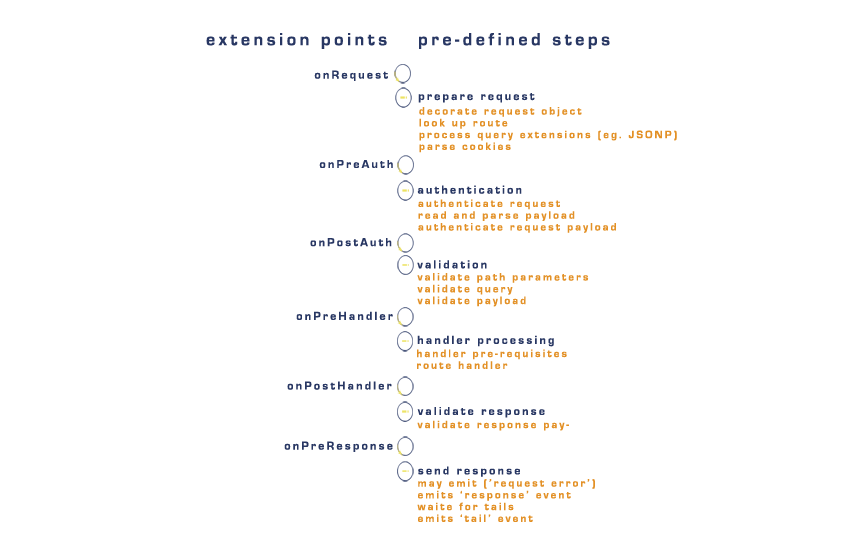 extension points pre-defined steps
onRequest
prepare request
decorate request object
look up route
process query extensions (eg. JSONP)
parse cookies
onPreAuth
authentication
authenticate request
read and parse payload
authenticate request payload
onPostAuth
validation
validate path parameters
validate query
validate payload
onPreHandler
handler processing
handler pre-requisites
route handler
onPostHandler
validate response
validate response pay-
onPreResponse
send response
may emit ('request error')
emits 'response' event
waite for tails
emits 'tail' event